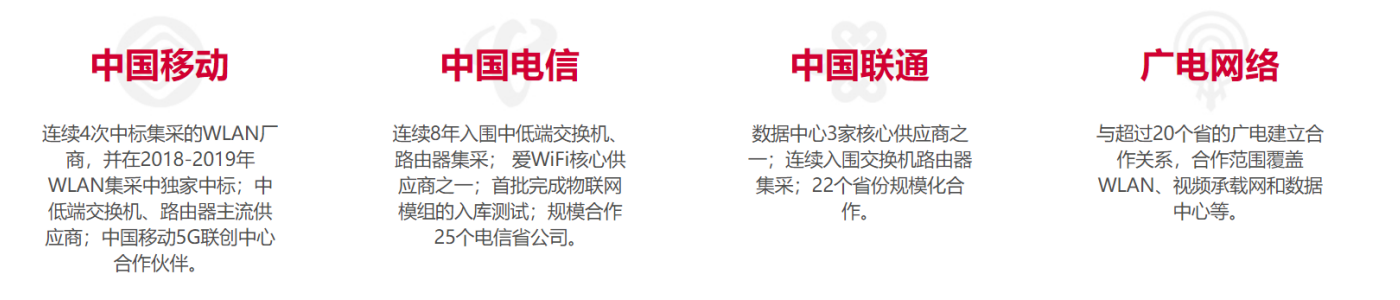 中国移动
连续4次中标集采的WLAN厂
商，并在2018-2019年
WLAN集采中独家中标；中
低端交换机、路由器主流供
应商；中国移动5G联创中心
合作伙伴。
中国电信
连续8年入围中低端交换机、
路由器集采； 爱WiFi核心供
应商之一；首批完成物联网
模组的入库测试；规模合作
25个电信省公司。
中国联通
数据中心3家核心供应商之
一；连续入围交换机路由器
集采；22个省份规模化合
作。
广电网络
与超过20个省的广电建立合
作关系，合作范围覆盖
WLAN、视频承载网和数据
中心等。